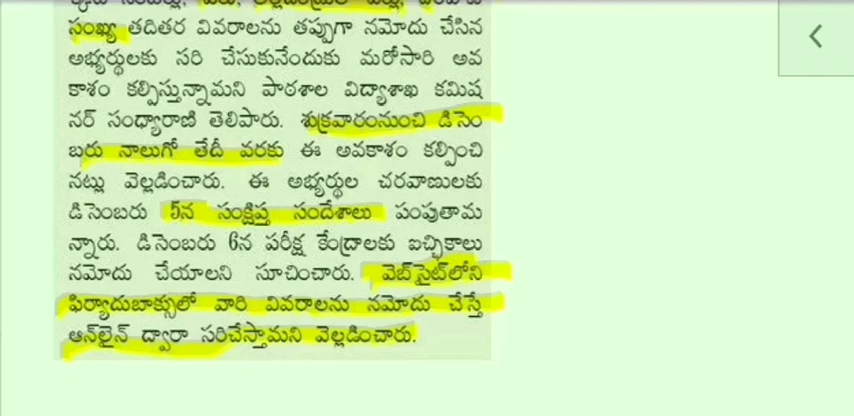 సంఖ్య తదితర వివరాలను తప్పుగా నమోదు చేసిన
అభ్యర్థులకు సరి చేసుకునేందుకు మరోసారి అవ
కాశం కల్పిస్తున్నామని పాఠశాల విద్యాశాఖ కమిష
నర్ సంధ్యారాణి తెలిపారు. శుక్రవారంనుంచి డిసెం
బరు నాలుగో తేదీ వరకు ఈ అవకాశం కల్పించి
నట్లు వెల్లడించారు. ఈ అభ్యర్థుల చరవాణులకు
డిసెంబరు 5న సంక్షిప్త సందేశాలు పంపుతామ
న్నారు. డిసెంబరు 6న పరీక్ష కేంద్రాలకు ఐచ్ఛికాలు
నమోదు చేయాలని సూచించారు. వెబ్‌సైట్‌లోని
ఫిర్యాదుబాక్సులో వారి వివరాలను నమోదు చేస్తే
ఆన్‌లైన్ ద్వారా సరిచేస్తామని వెల్లడించారు.